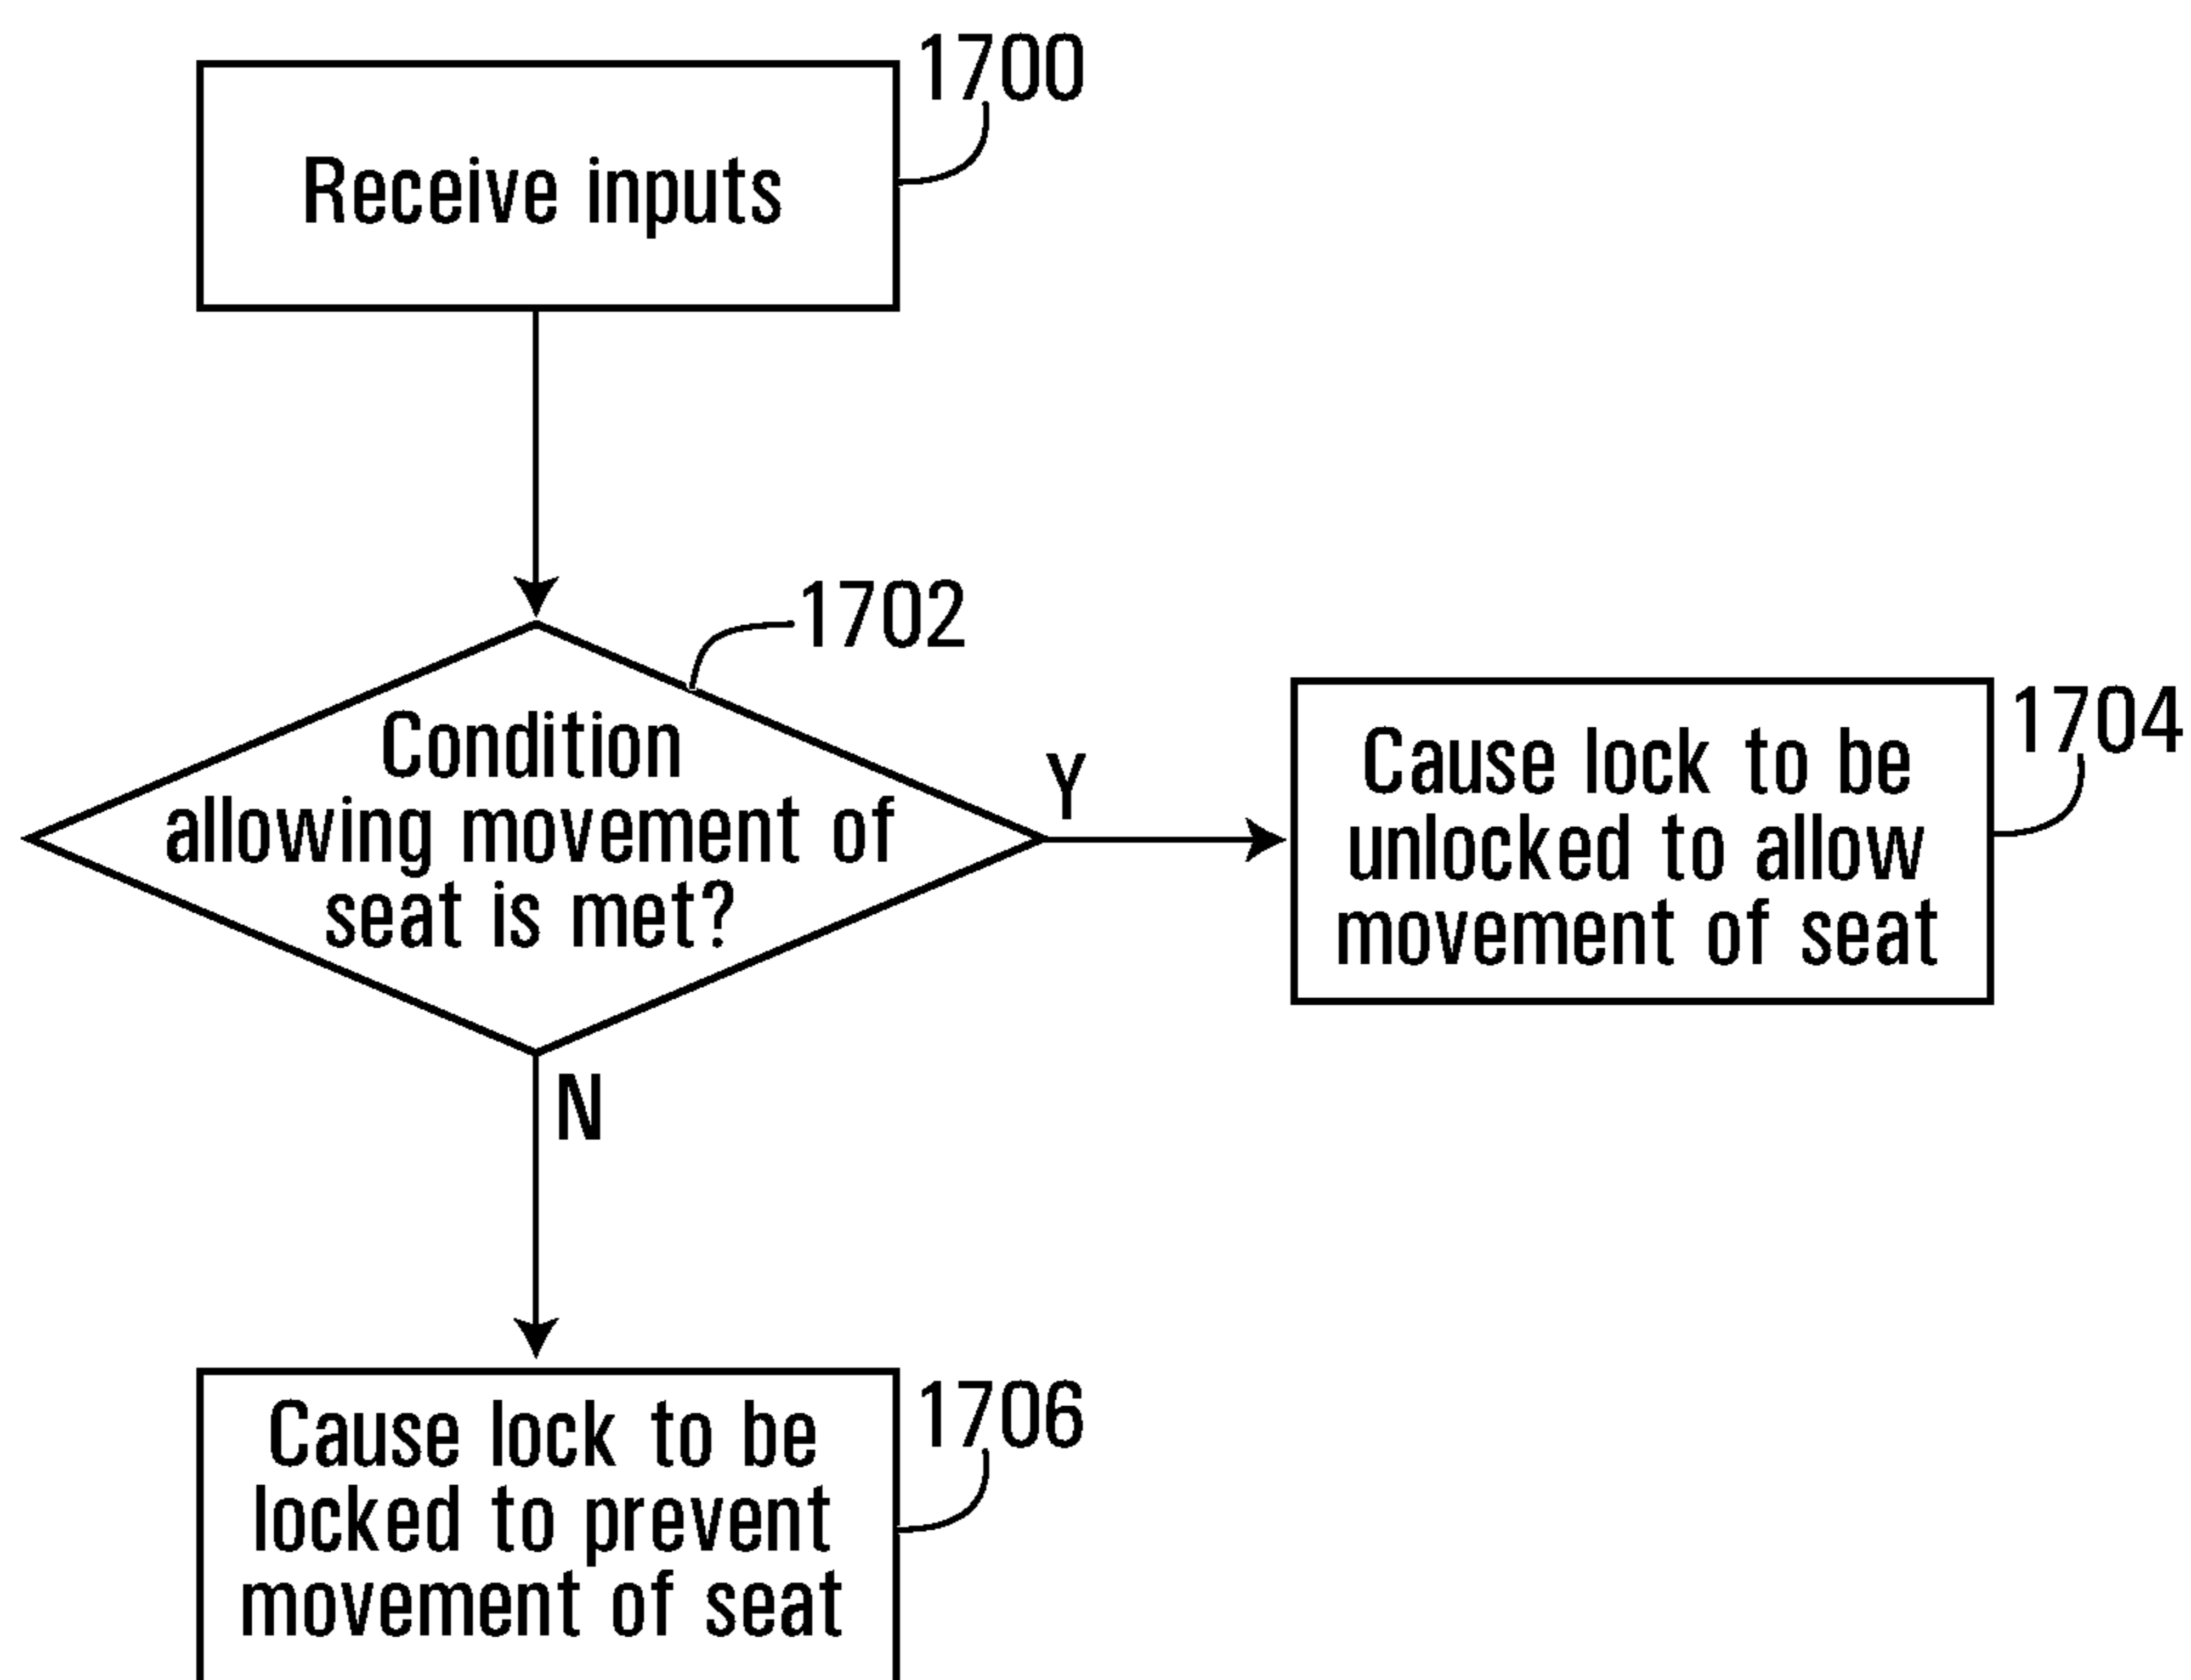 1700
Receive inputs
1702
Condition
allowing movement of
seat is met?
Y
1704
Cause lock to be
unlocked to allow
movement of seat
N
1706
Cause lock to be
locked to prevent
movement of seat